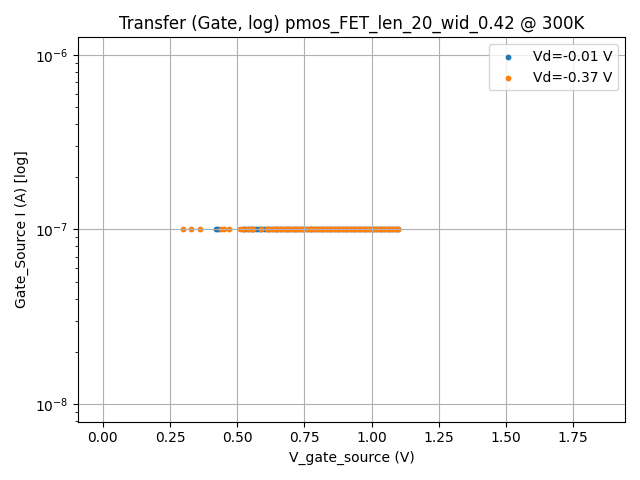 Transfer (Gate, log) pmos_FET_len_20_wid_0.42 @ 300K
Vd=-0.01 V
Vd=-0.37 V
Gate_Source I (A) [log]
10⁻⁶
10⁻⁷
10⁻⁸
0.00 0.25 0.50 0.75 1.00 1.25 1.50 1.75
V_gate_source (V)